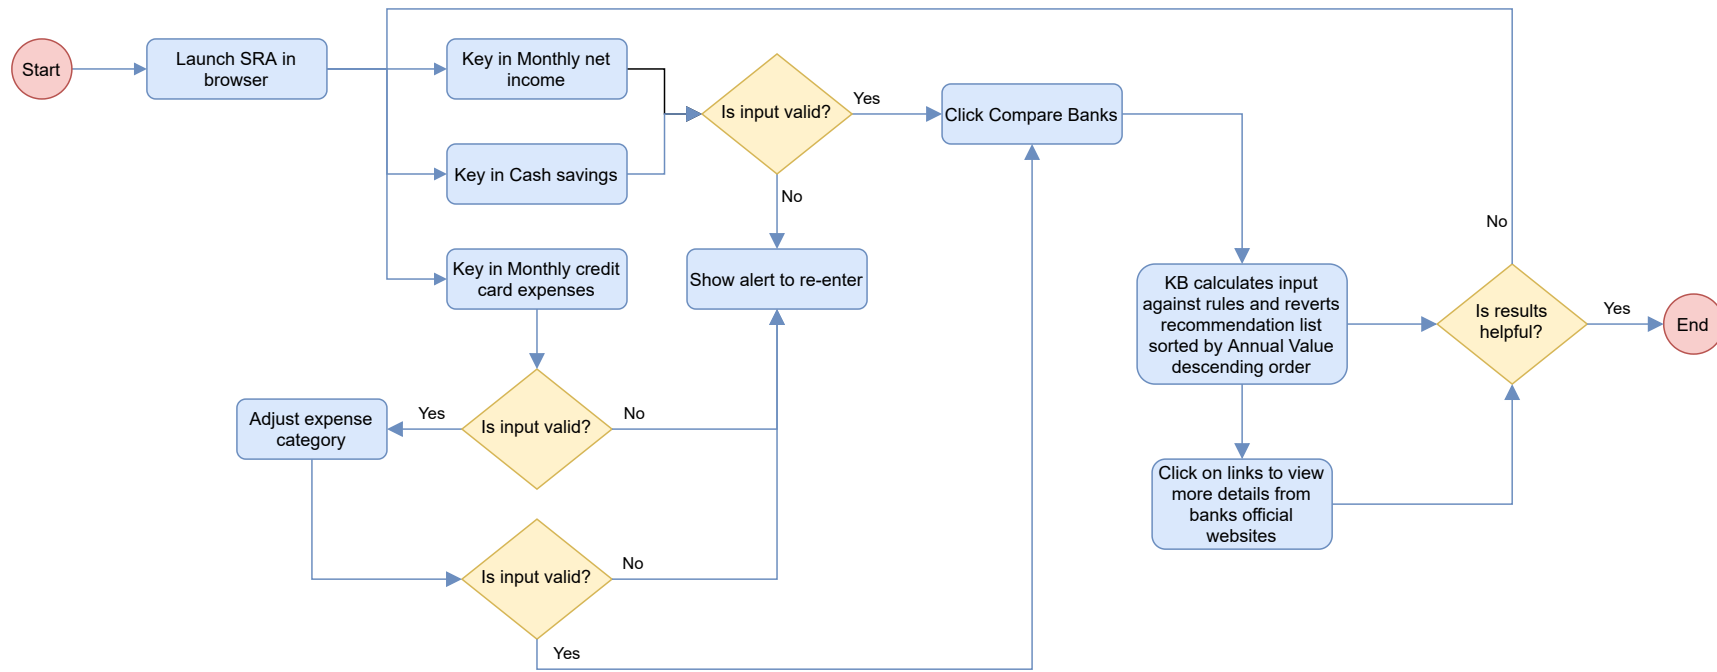 Start
Launch SRA in
browser
Key in Monthly net
income
Key in Cash savings
Key in Monthly credit
card expenses
Is input valid?
Yes
No
Click Compare Banks
Show alert to re-enter
Is input valid?
Yes
No
Adjust expense
category
Is input valid?
No
Yes
KB calculates input
against rules and reverts
recommendation list
sorted by Annual Value
descending order
Click on links to view
more details from
banks official
websites
Is results
helpful?
No
Yes
End